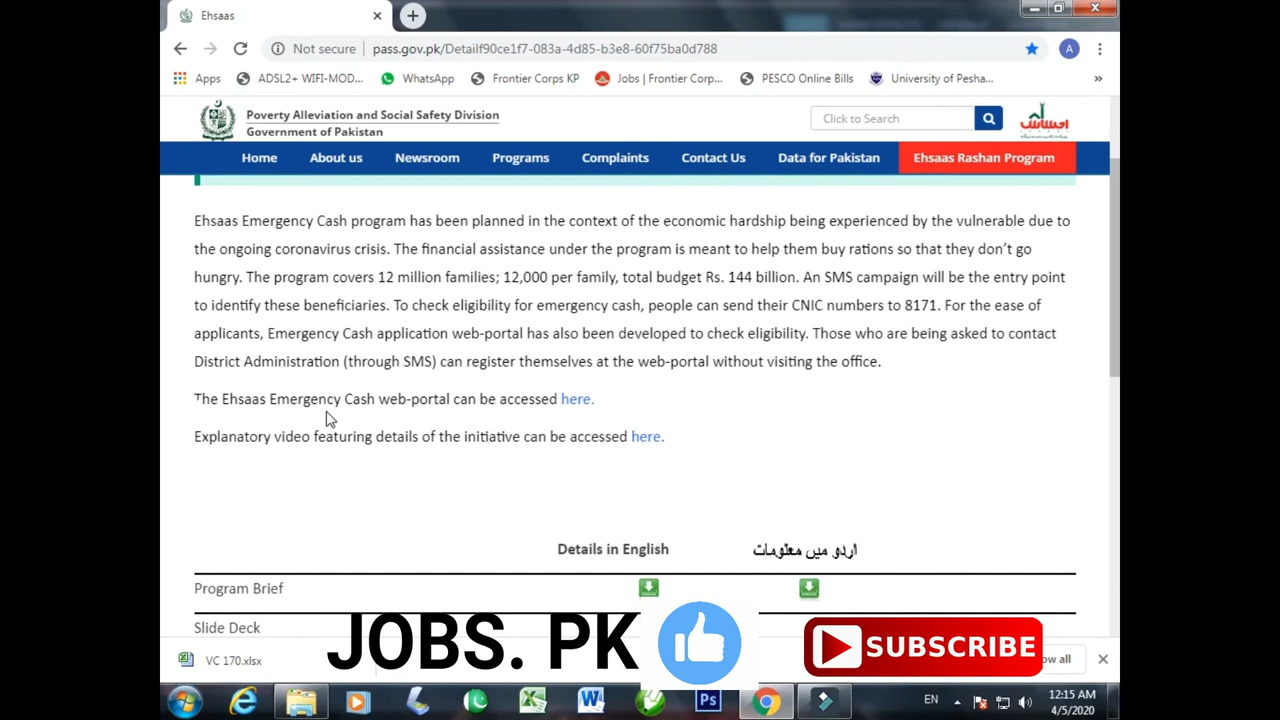 Ehsaas
Not secure | pass.gov.pk/Detailf90ce1f7-083a-4d85-b3e8-60f75ba0d788
A
Apps ADSL2+ WIFI-MOD... WhatsApp Frontier Corps KP Jobs | Frontier Corp... PESCO Online Bills University of Pesha... »
Poverty Alleviation and Social Safety Division
Government of Pakistan
Click to Search
احساس
Home About us Newsroom Programs Complaints Contact Us Data for Pakistan Ehsaas Rashan Program
Ehsaas Emergency Cash program has been planned in the context of the economic hardship being experienced by the vulnerable due to
the ongoing coronavirus crisis. The financial assistance under the program is meant to help them buy rations so that they don't go
hungry. The program covers 12 million families; 12,000 per family, total budget Rs. 144 billion. An SMS campaign will be the entry point
to identify these beneficiaries. To check eligibility for emergency cash, people can send their CNIC numbers to 8171. For the ease of
applicants, Emergency Cash application web-portal has also been developed to check eligibility. Those who are being asked to contact
District Administration (through SMS) can register themselves at the web-portal without visiting the office.
The Ehsaas Emergency Cash web-portal can be accessed here.
Explanatory video featuring details of the initiative can be accessed here.
Details in English اردو میں معلومات
Program Brief
Slide Deck
JOBS. PK SUBSCRIBE
VC 170.xlsx
ow all
Ps
EN
12:15 AM
4/5/2020